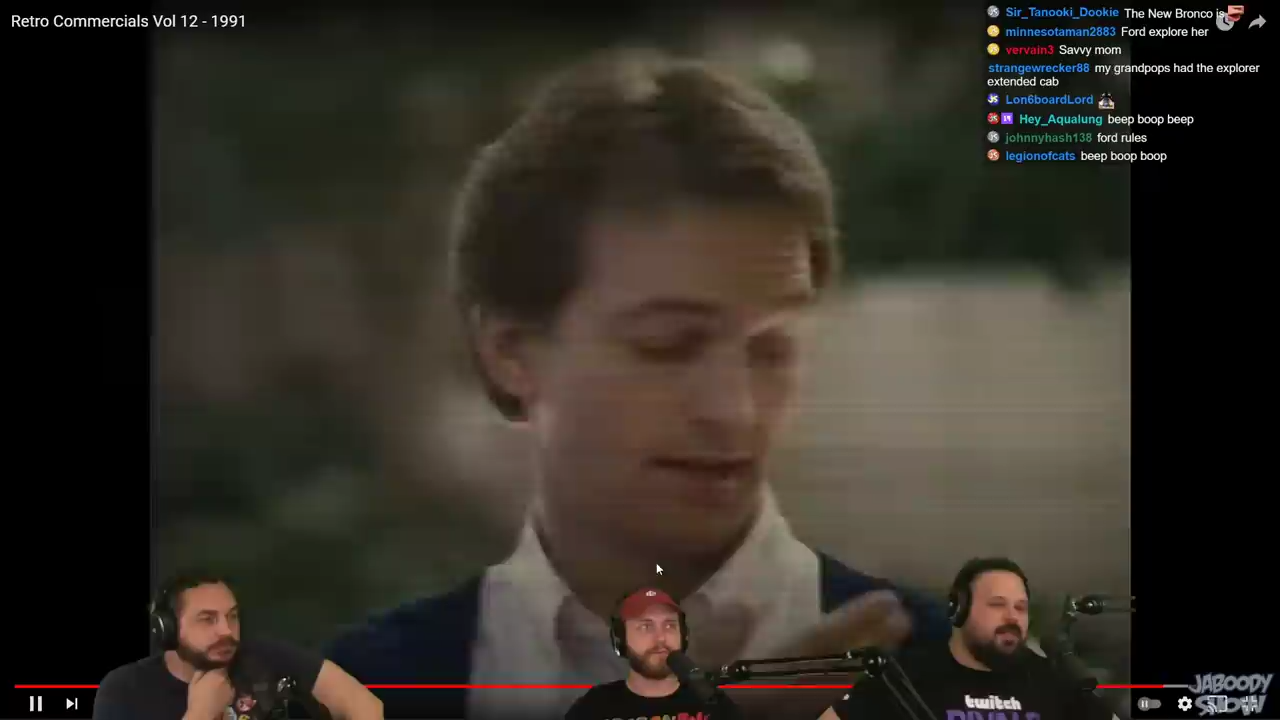 Retro Commercials Vol 12 - 1991
Sir_Tanooki_Dookie The New Bronco is
minnesotaman2883 Ford explore her
vervain3 Savvy mom
strangewrecker88 my grandpops had the explorer
extended cab
Lon6boardLord
Hey_Aqualung beep boop beep
johnnyhash138 ford rules
legionofcats beep boop boop
twitch
JABOODY
SHOW